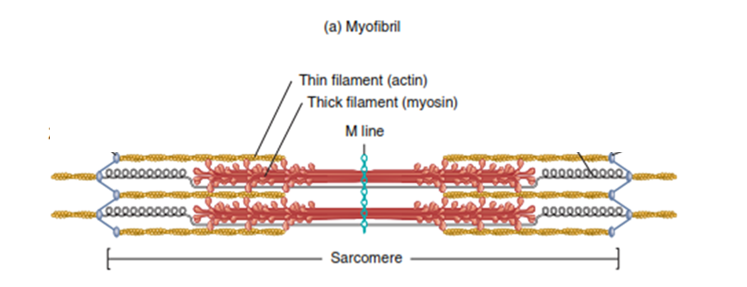 (a) Myofibril
Thin filament (actin)
Thick filament (myosin)
M line
Sarcomere